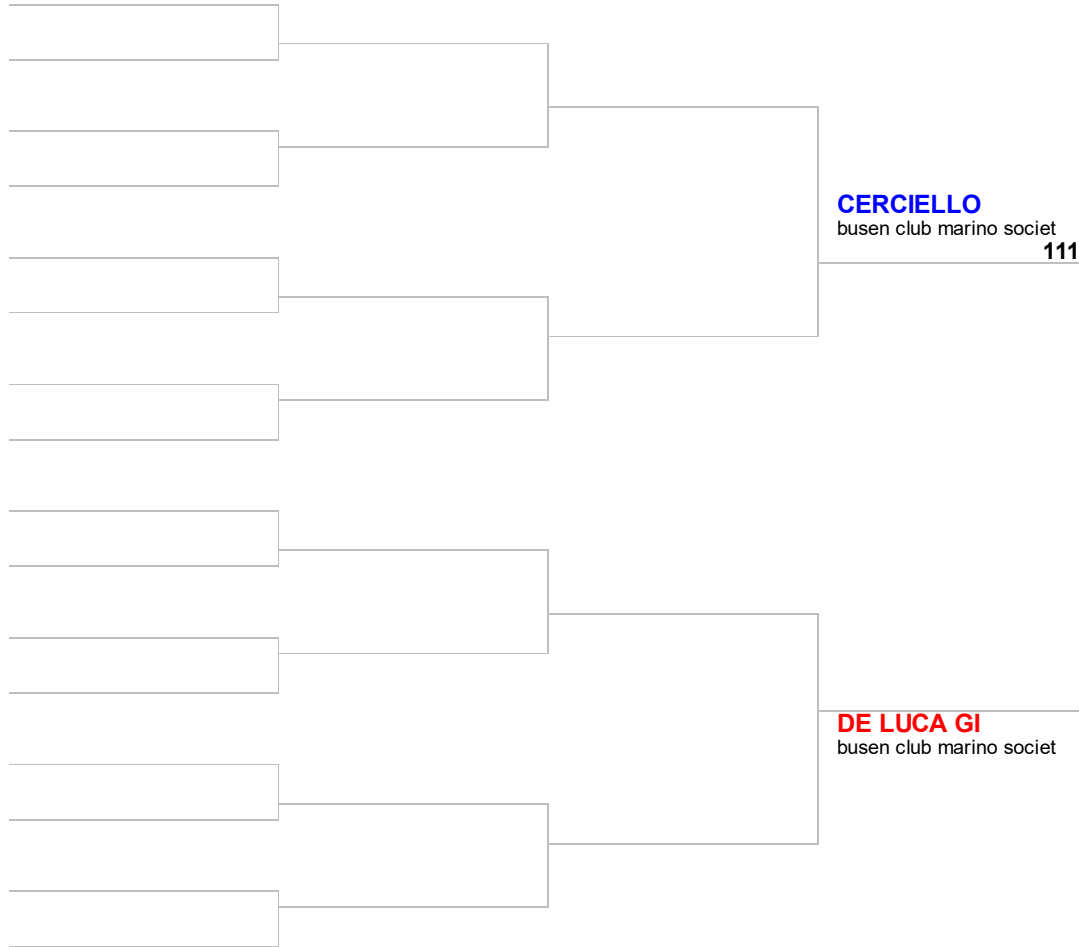 CERCIELLO
busen club marino societ
111
DE LUCA GI
busen club marino societ